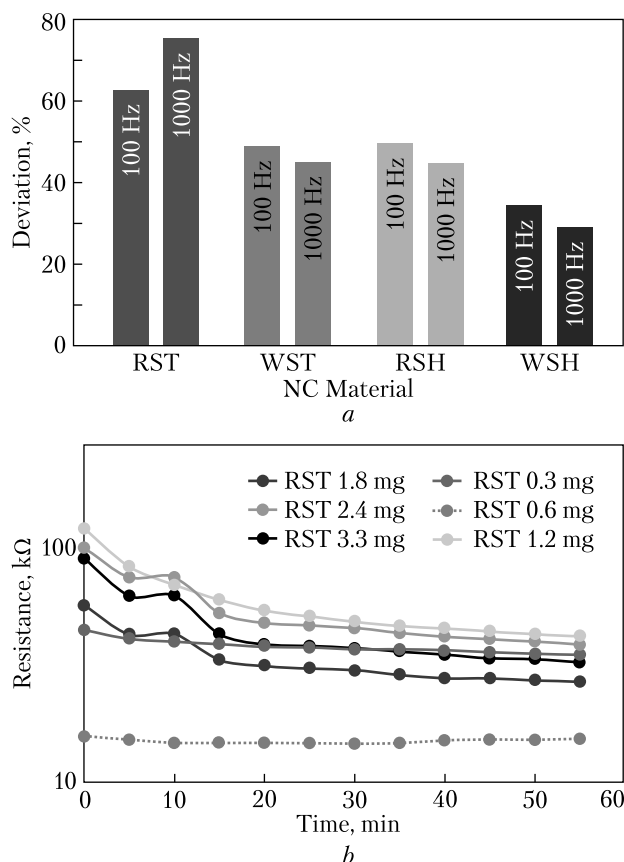 80
60
40
20
0
Deviation, %
100 Hz
1000 Hz
100 Hz
1000 Hz
100 Hz
1000 Hz
100 Hz
1000 Hz
RST WST RSH WSH
NC Material
a
RST 1.8 mg RST 0.3 mg
RST 2.4 mg RST 0.6 mg
RST 3.3 mg RST 1.2 mg
100
10
Resistance, kΩ
0 10 20 30 40 50 60
Time, min
b